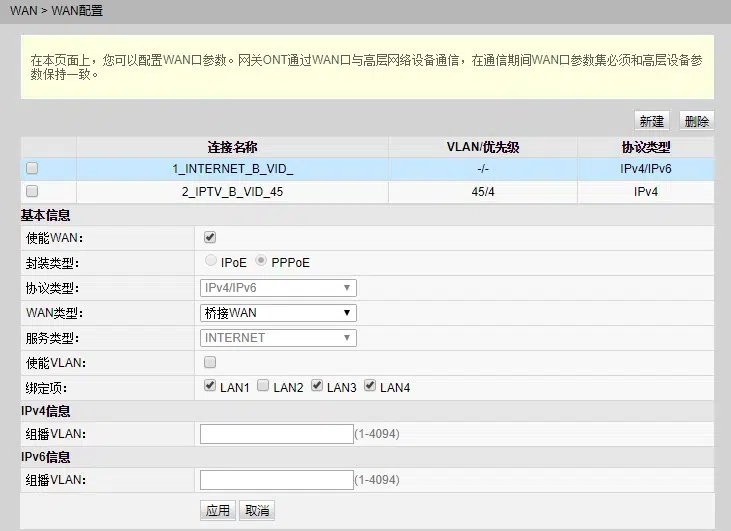 WAN > WAN配置
在本页面上，您可以配置WAN口参数。网关ONT通过WAN口与高层网络设备通信，在通信期间WAN口参数集必须和高层设备参
数保持一致。
新建 删除
连接名称 VLAN/优先级 协议类型
1_INTERNET_B_VID_ -/- IPv4/IPv6
2_IPTV_B_VID_45 45/4 IPv4
基本信息
使能WAN：
封装类型： IPoE PPPoE
协议类型： IPv4/IPv6
WAN类型： 桥接WAN
服务类型： INTERNET
使能VLAN：
绑定项： LAN1 LAN2 LAN3 LAN4
IPv4信息
组播VLAN： (1-4094)
IPv6信息
组播VLAN： (1-4094)
应用 取消